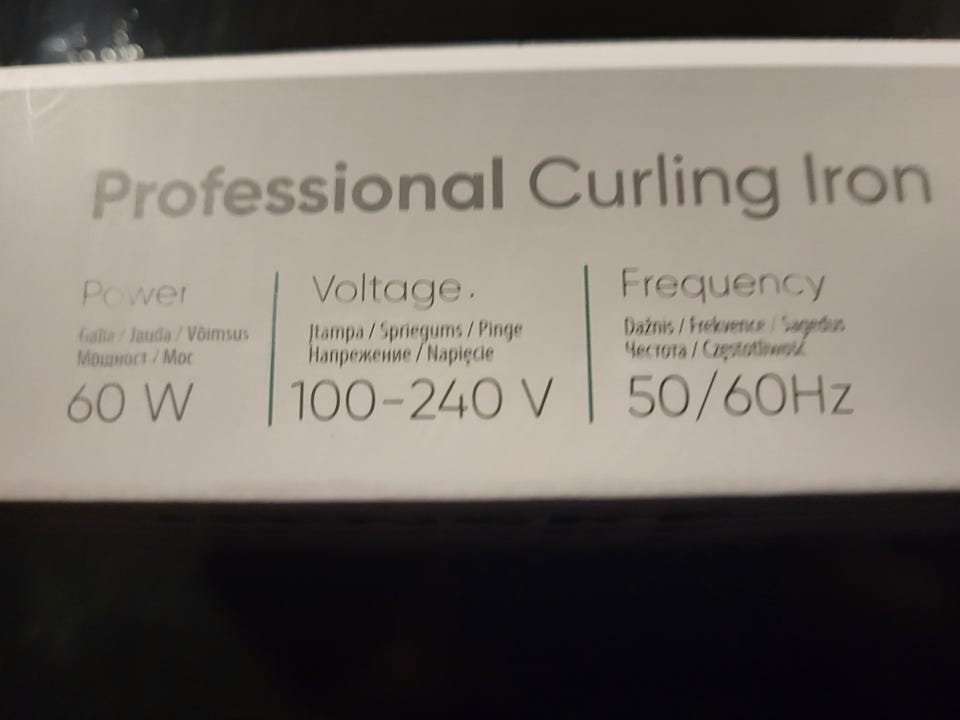 Professional Curling Iron
Power
Galia / Jauda / Võimsus
Мощност / Moc
60 W
Voltage.
Įtampa / Spriegums / Pinge
Напрежение / Napięcie
100-240 V
Frequency
Dažnis / Frekvence / Sagedus
Честота / Częstotliwość
50/60Hz